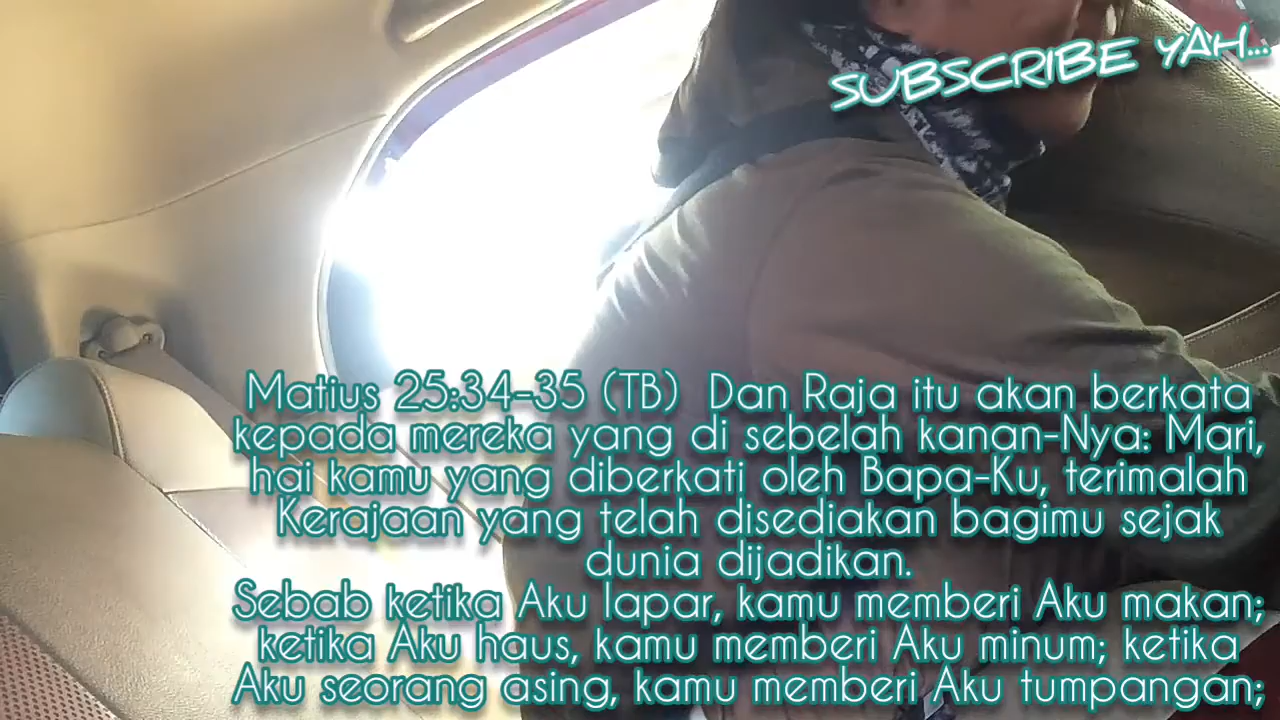 SUBSCRIBE YAH...
Matius 25:34-35 (TB) Dan Raja itu akan berkata
kepada mereka yang di sebelah kanan-Nya: Mari,
hai kamu yang diberkati oleh Bapa-Ku, terimalah
Kerajaan yang telah disediakan bagimu sejak
dunia dijadikan.
Sebab ketika Aku lapar, kamu memberi Aku makan;
ketika Aku haus, kamu memberi Aku minum; ketika
Aku seorang asing, kamu memberi Aku tumpangan;